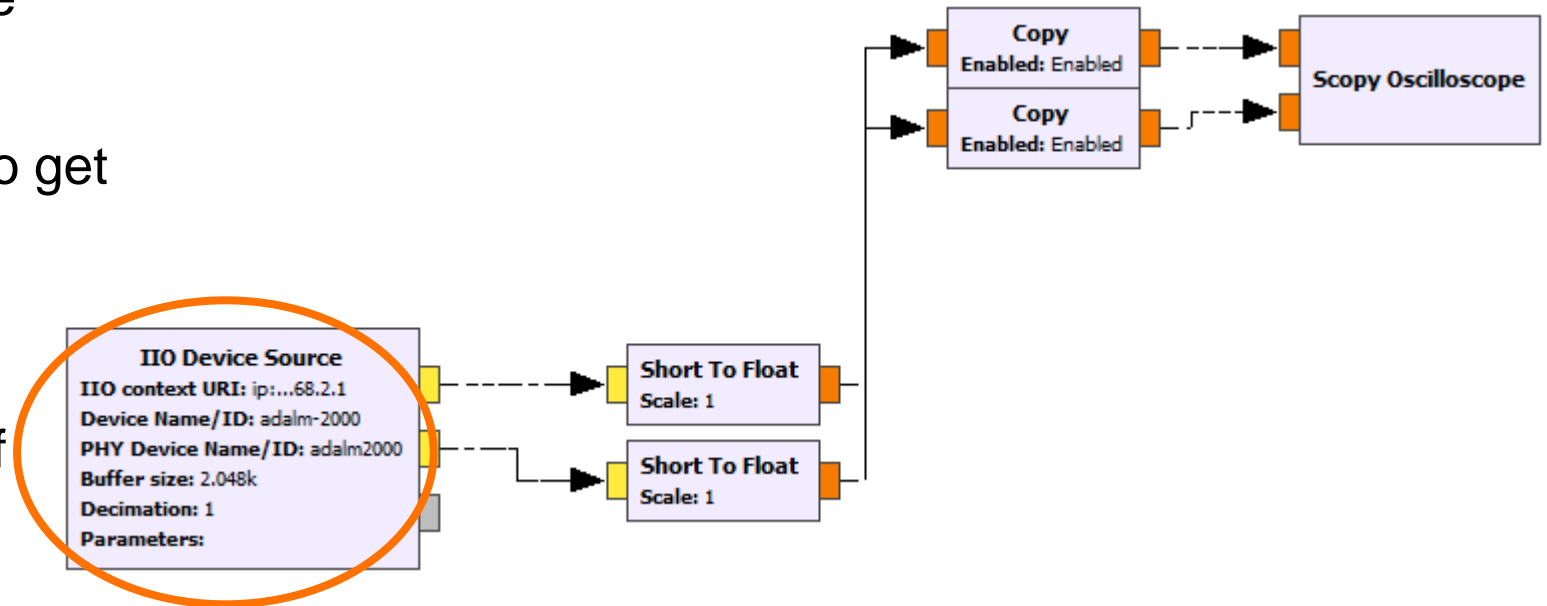 e
o get
f
IIO Device Source
IIO context URI: ip:...68.2.1
Device Name/ID: adalm-2000
PHY Device Name/ID: adalm2000
Buffer size: 2.048k
Decimation: 1
Parameters:
Short To Float
Scale: 1
Short To Float
Scale: 1
Copy
Enabled: Enabled
Copy
Enabled: Enabled
Scopy Oscilloscope